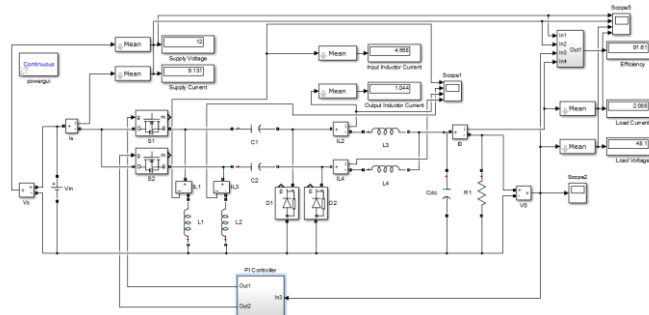 Continuous
powergui
Mean
12
Supply Voltage
Mean
9.131
Supply Current
Mean
4.866
Input Inductor Current
Mean
1.044
Output Inductor Current
Scope1
Scope5
In1
In2
In3
In4
Out1
91.61
Efficiency
Mean
2.088
Load Current
Mean
48.1
Load Voltage
Scope2
Is
S1
S2
C1
C2
IL2
IL4
L3
L4
I0
IL1
IL3
L1
L2
D1
D2
Cdc
R1
V0
Vs
Vin
PI Controller
Out1
Out2
In3